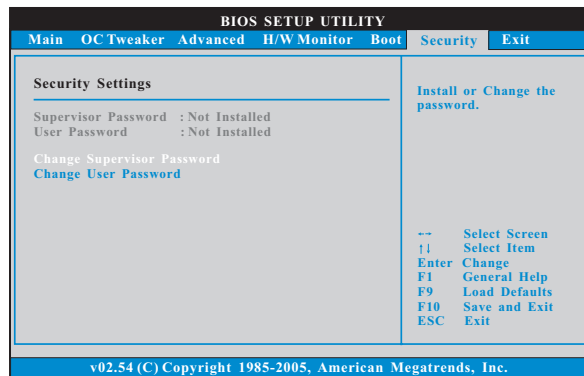 BIOS SETUP UTILITY
Main OC Tweaker Advanced H/W Monitor Boot Security Exit
Security Settings
Supervisor Password : Not Installed
User Password : Not Installed
Change Supervisor Password
Change User Password
Install or Change the
password.
←→ Select Screen
↑↓ Select Item
Enter Change
F1 General Help
F9 Load Defaults
F10 Save and Exit
ESC Exit
v02.54 (C) Copyright 1985-2005, American Megatrends, Inc.